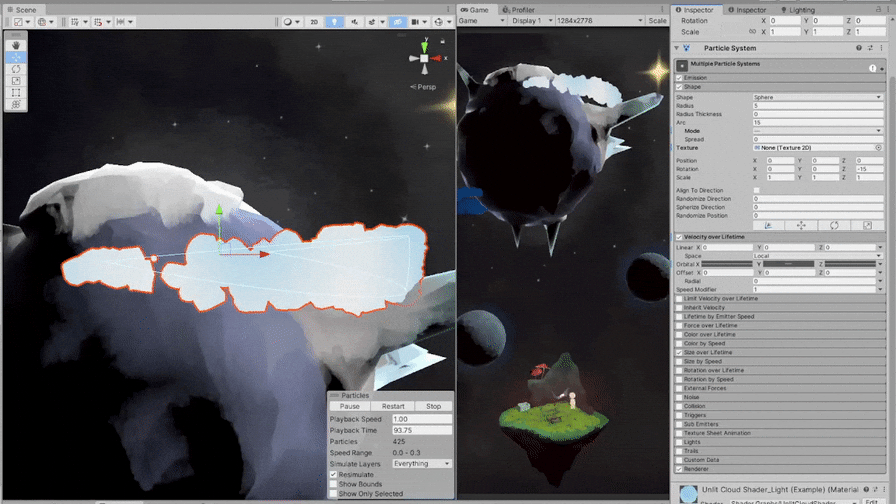 Scene
2D
Persp
Particles
Pause Restart Stop
Playback Speed 1.00
Playback Time 93.75
Particles 425
Speed Range 0.0 - 0.3
Simulate Layers Everything
Resimulate
Show Bounds
Show Only Selected
Game Profiler
Game Display 1 1284x2778 Scale
Inspector Inspector Lighting
Rotation X 0 Y 0 Z 0
Scale X 1 Y 1 Z 1
Particle System
Multiple Particle Systems
Emission
Shape
Shape Sphere
Radius 5
Radius Thickness 0
Arc 15
Mode —
Spread 0
Texture None (Texture 2D)
Position X 0 Y 0 Z 0
Rotation X 0 Y 0 Z -15
Scale X 1 Y 1 Z 1
Align To Direction
Randomize Direction 0
Spherize Direction 0
Randomize Position 0
Velocity over Lifetime
Linear X 0 Y 0 Z 0
Space Local
Orbital X Y Z
Offset X 0 Y 0 Z 0
Radial 0
Speed Modifier 1
Limit Velocity over Lifetime
Inherit Velocity
Lifetime by Emitter Speed
Force over Lifetime
Color over Lifetime
Color by Speed
Size over Lifetime
Size by Speed
Rotation over Lifetime
Rotation by Speed
External Forces
Noise
Collision
Triggers
Sub Emitters
Texture Sheet Animation
Lights
Trails
Custom Data
Renderer
Unlit Cloud Shader_Light (Example) (Material)
Edit